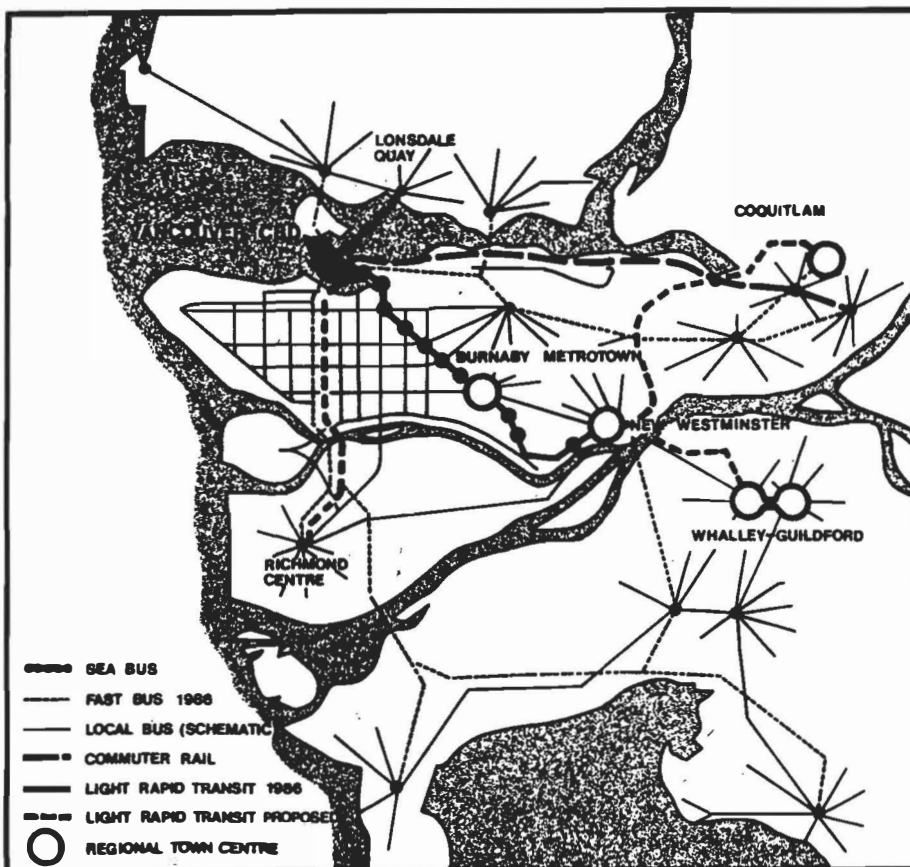 LONSDALE
QUAY
COQUITLAM
VANCOUVER CBD
BURNABY METROTOWN
NEW WESTMINSTER
WHALLEY-GUILDFORD
RICHMOND
CENTRE
SEA BUS
FAST BUS 1986
LOCAL BUS (SCHEMATIC)
COMMUTER RAIL
LIGHT RAPID TRANSIT 1986
LIGHT RAPID TRANSIT PROPOSED
REGIONAL TOWN CENTRE